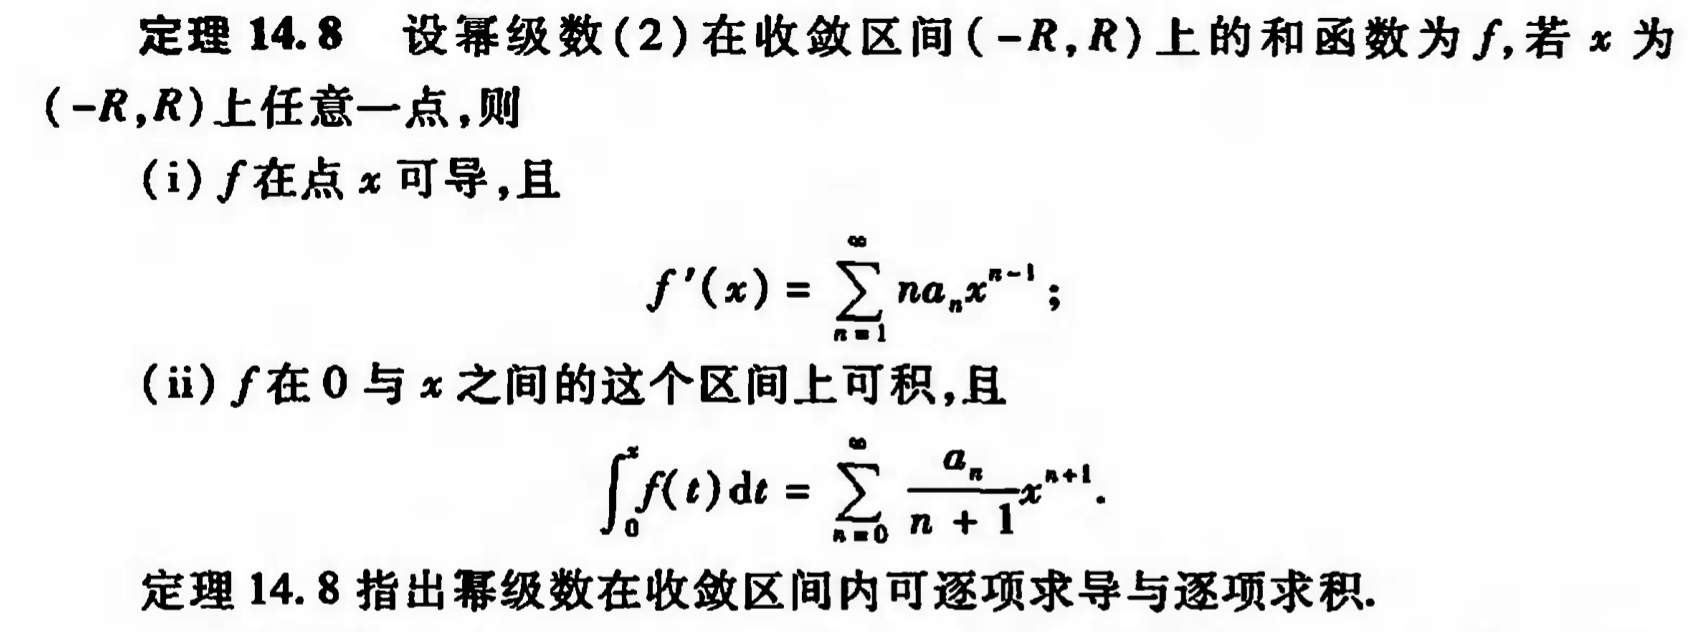 定理 14.8 设幂级数(2)在收敛区间(-R,R)上的和函数为 f,若 x 为
(-R,R)上任意一点,则
(i) f 在点 x 可导,且
f'(x) = \sum_{n=1}^{\infty} na_n x^{n-1};
(ii) f 在 0 与 x 之间的这个区间上可积,且
\int_0^x f(t)dt = \sum_{n=0}^{\infty} \frac{a_n}{n+1} x^{n+1}.
定理 14.8 指出幂级数在收敛区间内可逐项求导与逐项求积.